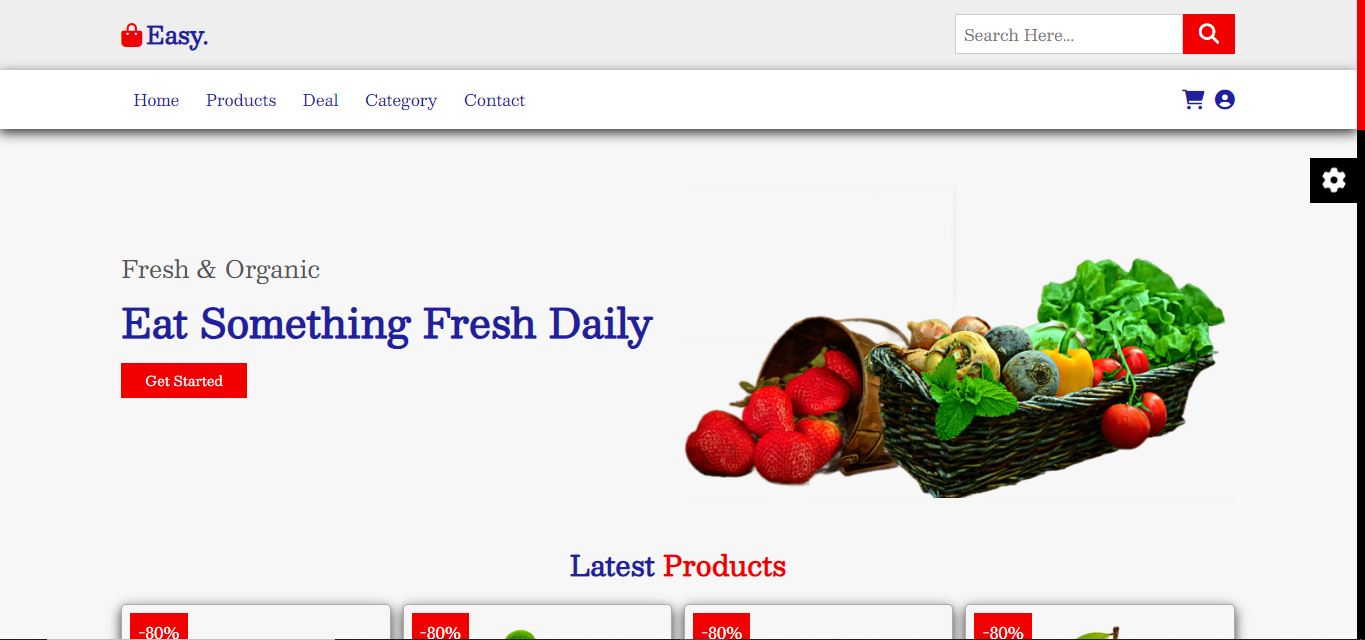 Easy.
Search Here...
Home Products Deal Category Contact
Fresh & Organic
Eat Something Fresh Daily
Get Started
Latest Products
-80% -80% -80% -80%